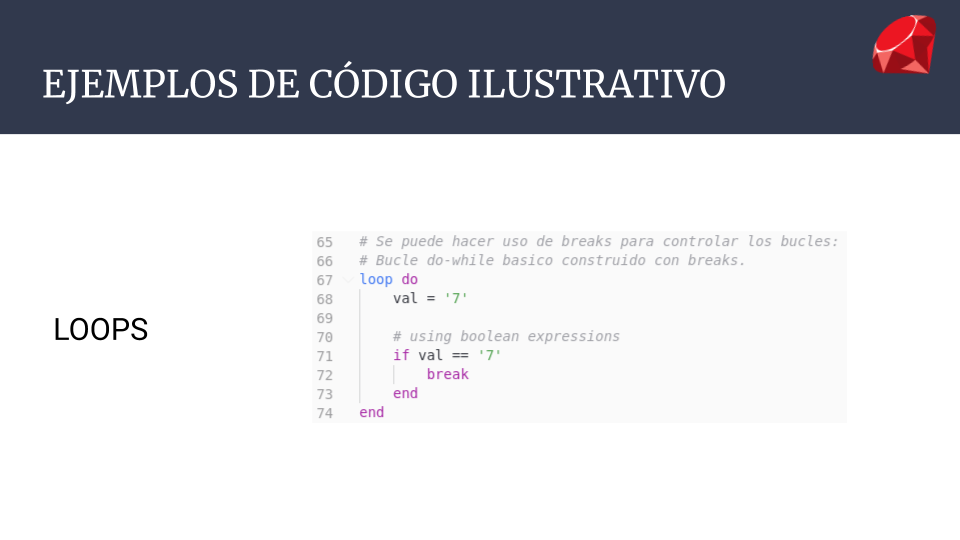 EJEMPLOS DE CÓDIGO ILUSTRATIVO
LOOPS
65 # Se puede hacer uso de breaks para controlar los bucles:
66 # Bucle do-while basico construido con breaks.
67 loop do
68     val = '7'
69
70     # using boolean expressions
71     if val == '7'
72         break
73     end
74 end